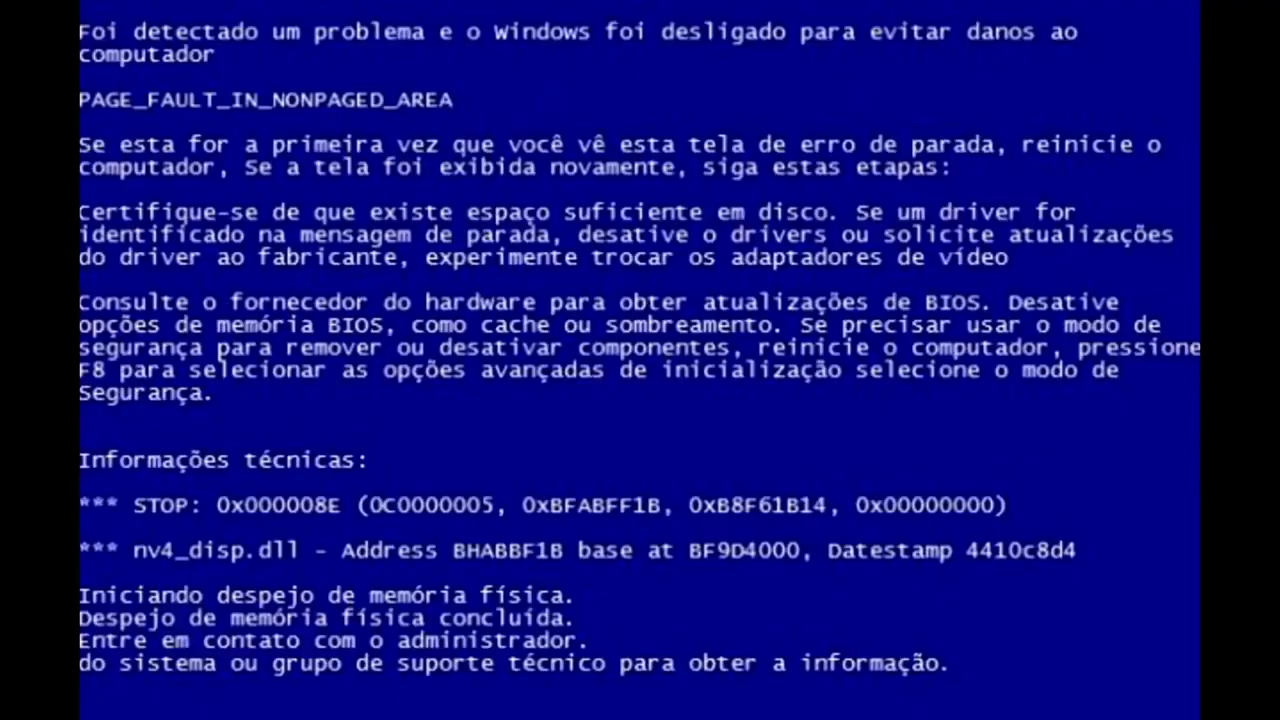 Foi detectado um problema e o Windows foi desligado para evitar danos ao
computador
PAGE_FAULT_IN_NONPAGED_AREA
Se esta for a primeira vez que você vê esta tela de erro de parada, reinicie o
computador, Se a tela foi exibida novamente, siga estas etapas:
Certifique-se de que existe espaço suficiente em disco. Se um driver for
identificado na mensagem de parada, desative o drivers ou solicite atualizações
do driver ao fabricante, experimente trocar os adaptadores de vídeo
Consulte o fornecedor do hardware para obter atualizações de BIOS. Desative
opções de memória BIOS, como cache ou sombreamento. Se precisar usar o modo de
segurança para remover ou desativar componentes, reinicie o computador, pressione
F8 para selecionar as opções avançadas de inicialização selecione o modo de
Segurança.
Informações técnicas:
*** STOP: 0x000008E (0C0000005, 0xBFABFF1B, 0xB8F61B14, 0x00000000)
*** nv4_disp.dll - Address BHABBF1B base at BF9D4000, Datestamp 4410c8d4
Iniciando despejo de memória física.
Despejo de memória física concluída.
Entre em contato com o administrador.
do sistema ou grupo de suporte técnico para obter a informação.